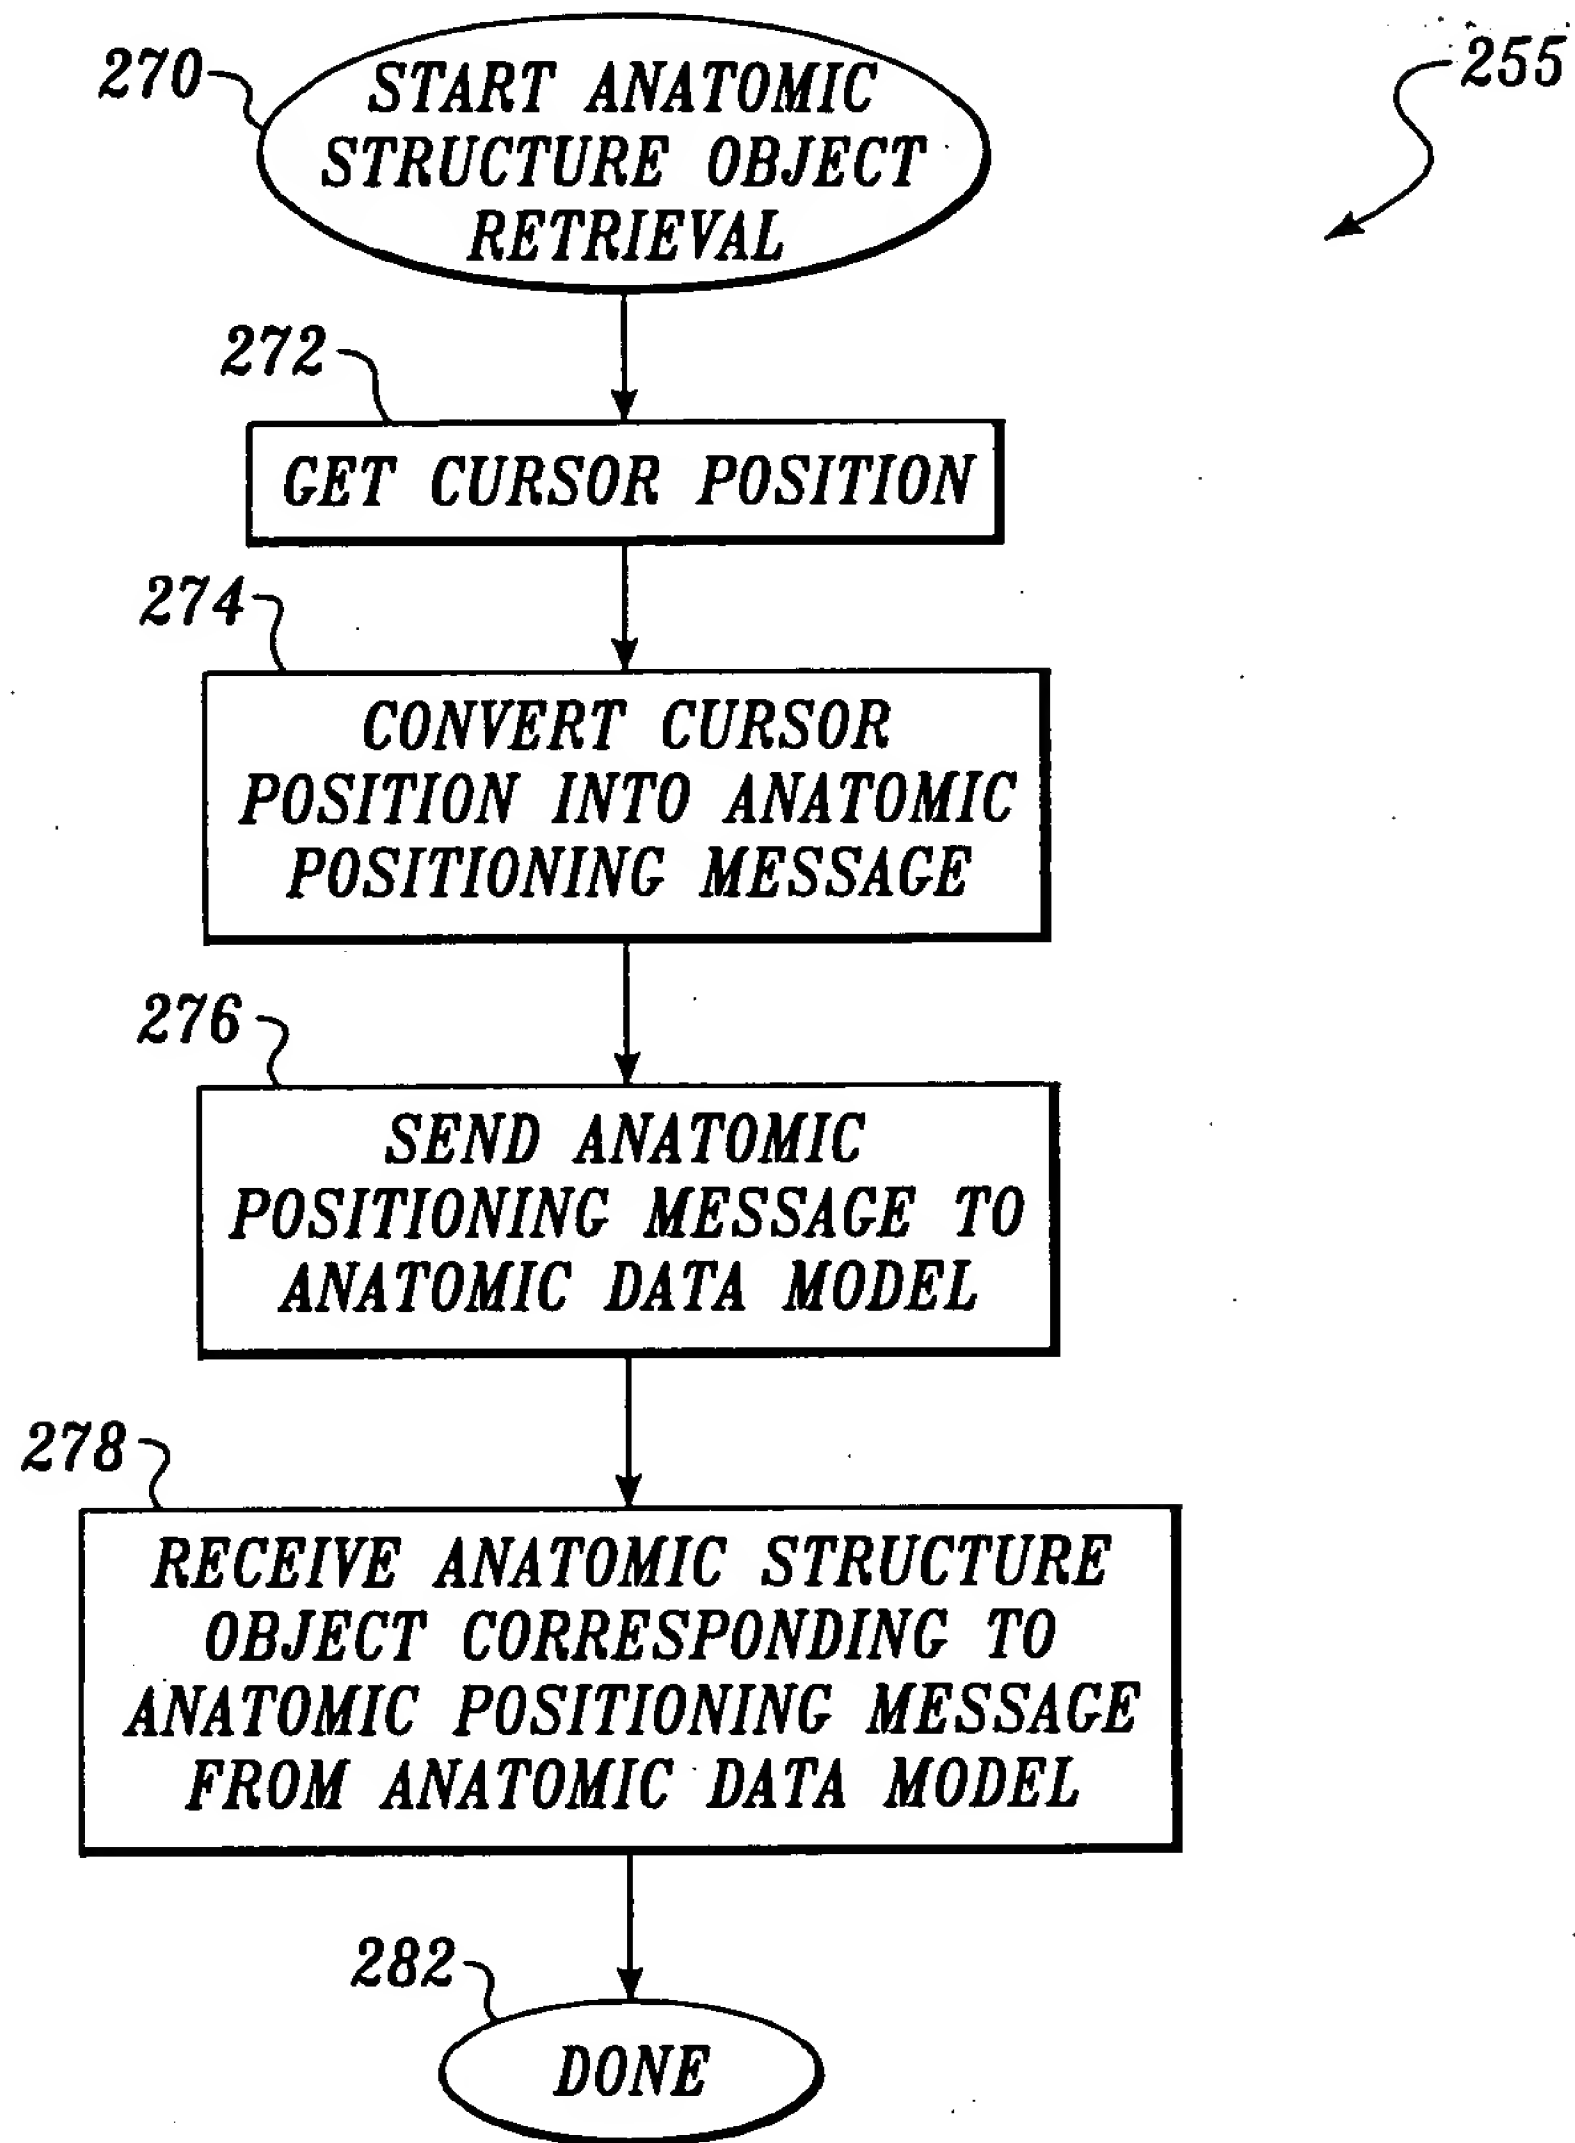 270
START ANATOMIC
STRUCTURE OBJECT
RETRIEVAL
255
272
GET CURSOR POSITION
274
CONVERT CURSOR
POSITION INTO ANATOMIC
POSITIONING MESSAGE
276
SEND ANATOMIC
POSITIONING MESSAGE TO
ANATOMIC DATA MODEL
278
RECEIVE ANATOMIC STRUCTURE
OBJECT CORRESPONDING TO
ANATOMIC POSITIONING MESSAGE
FROM ANATOMIC DATA MODEL
282
DONE